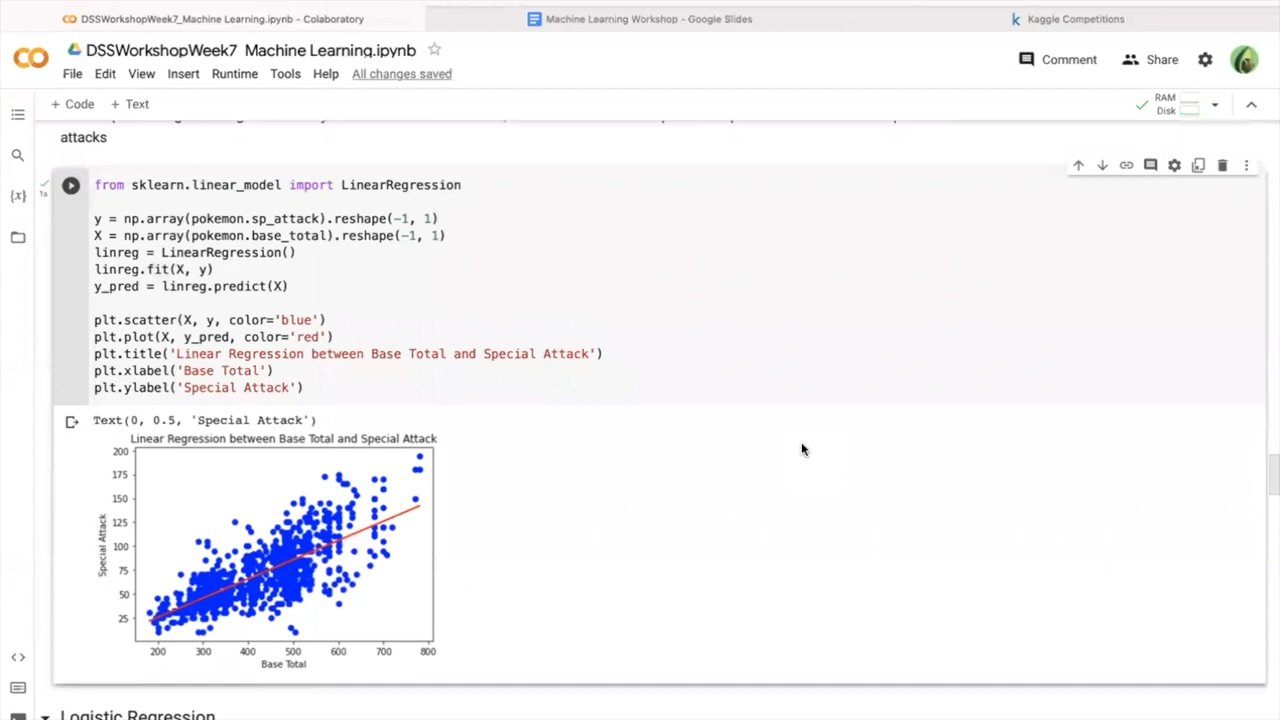 DSSWorkshopWeek7_Machine Learning.ipynb - Colaboratory
Machine Learning Workshop - Google Slides
Kaggle Competitions
DSSWorkshopWeek7 Machine Learning.ipynb
Comment
Share
File Edit View Insert Runtime Tools Help All changes saved
+ Code + Text
RAM
Disk
attacks
1s
from sklearn.linear_model import LinearRegression
y = np.array(pokemon.sp_attack).reshape(-1, 1)
X = np.array(pokemon.base_total).reshape(-1, 1)
linreg = LinearRegression()
linreg.fit(X, y)
y_pred = linreg.predict(X)
plt.scatter(X, y, color='blue')
plt.plot(X, y_pred, color='red')
plt.title('Linear Regression between Base Total and Special Attack')
plt.xlabel('Base Total')
plt.ylabel('Special Attack')
Text(0, 0.5, 'Special Attack')
Linear Regression between Base Total and Special Attack
200
175
150
125
100
75
50
25
Special Attack
200 300 400 500 600 700 800
Base Total
Logistic Regression